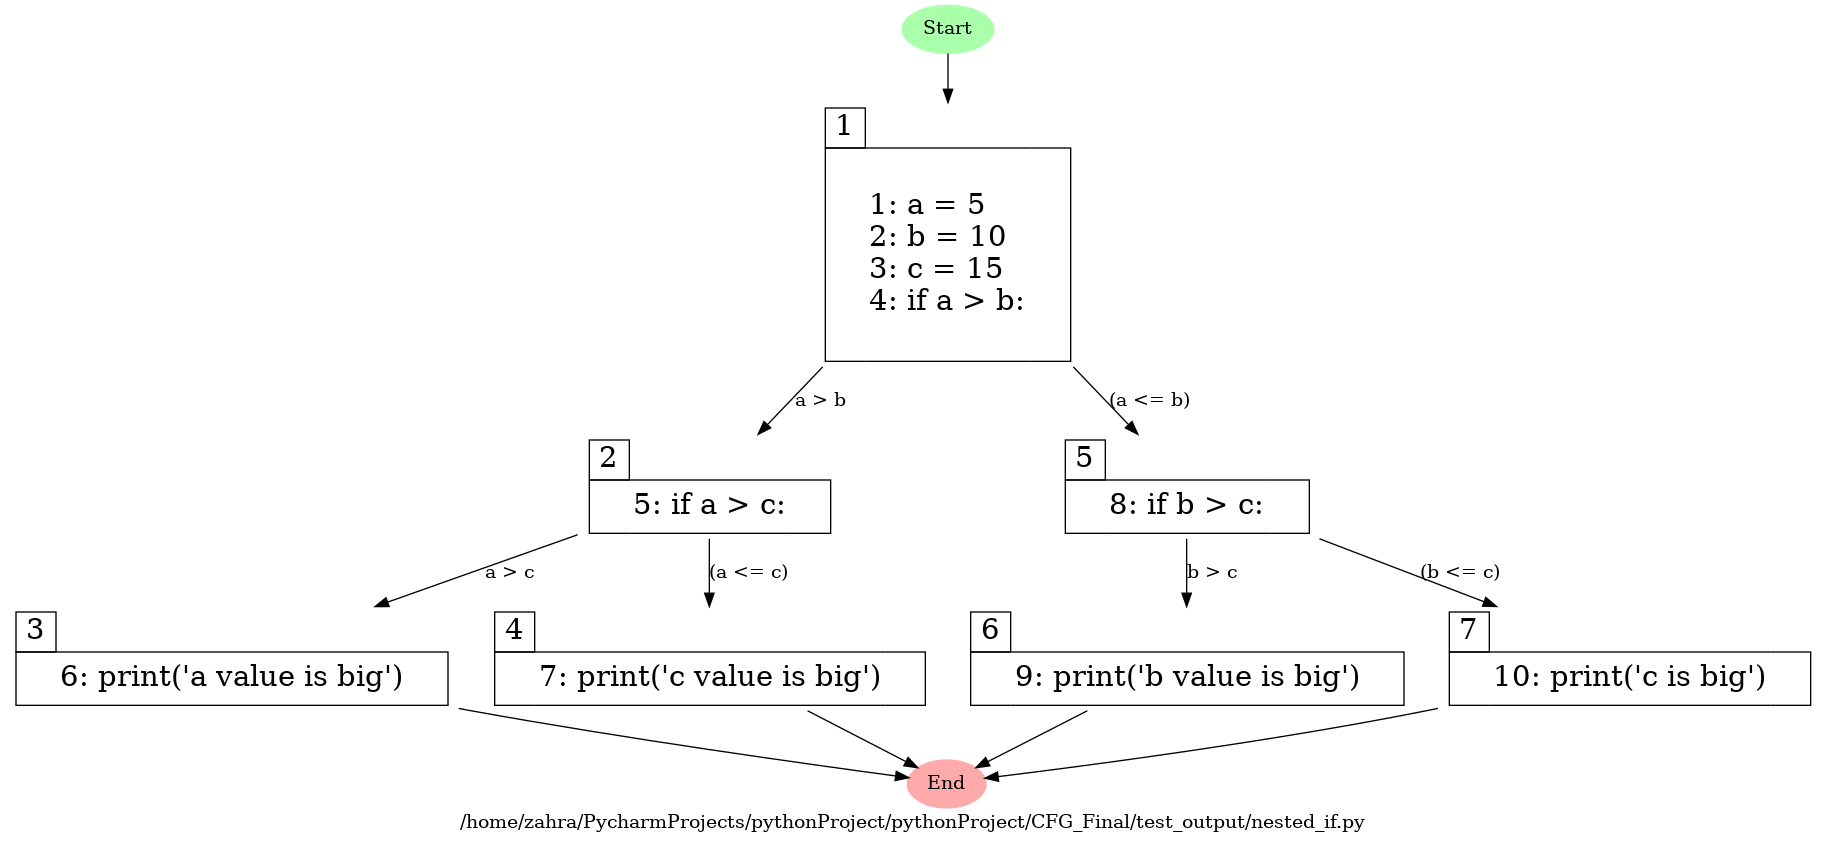 Start
1
1: a = 5
2: b = 10
3: c = 15
4: if a > b:
a > b
(a <= b)
2
5: if a > c:
5
8: if b > c:
a > c
(a <= c)
b > c
(b <= c)
3
6: print('a value is big')
4
7: print('c value is big')
6
9: print('b value is big')
7
10: print('c is big')
End
/home/zahra/PycharmProjects/pythonProject/pythonProject/CFG_Final/test_output/nested_if.py